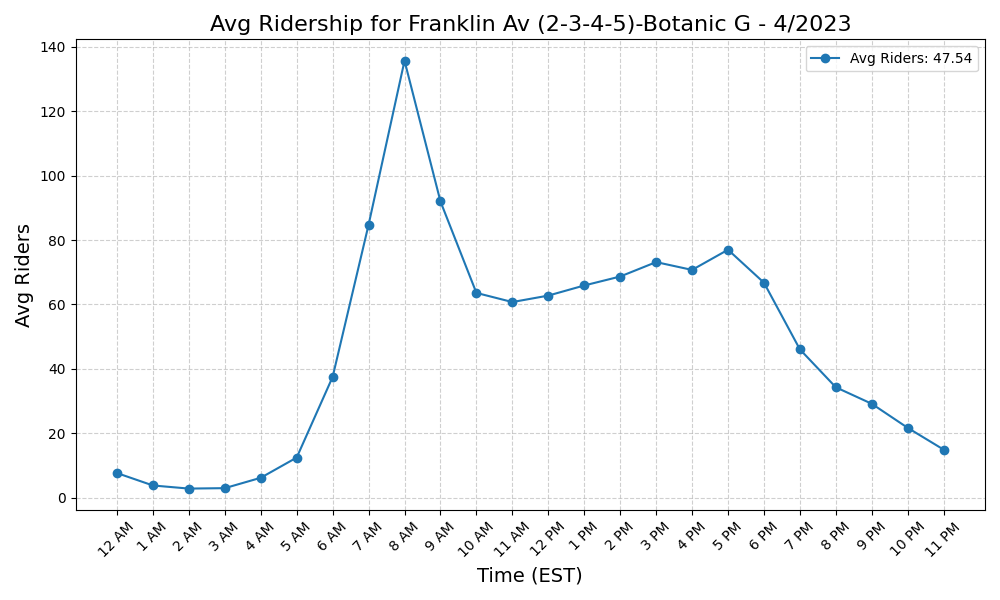 Avg Ridership for Franklin Av (2-3-4-5)-Botanic G - 4/2023
Avg Riders: 47.54
Avg Riders
140
120
100
80
60
40
20
0
12 AM
1 AM
2 AM
3 AM
4 AM
5 AM
6 AM
7 AM
8 AM
9 AM
10 AM
11 AM
12 PM
1 PM
2 PM
3 PM
4 PM
5 PM
6 PM
7 PM
8 PM
9 PM
10 PM
11 PM
Time (EST)